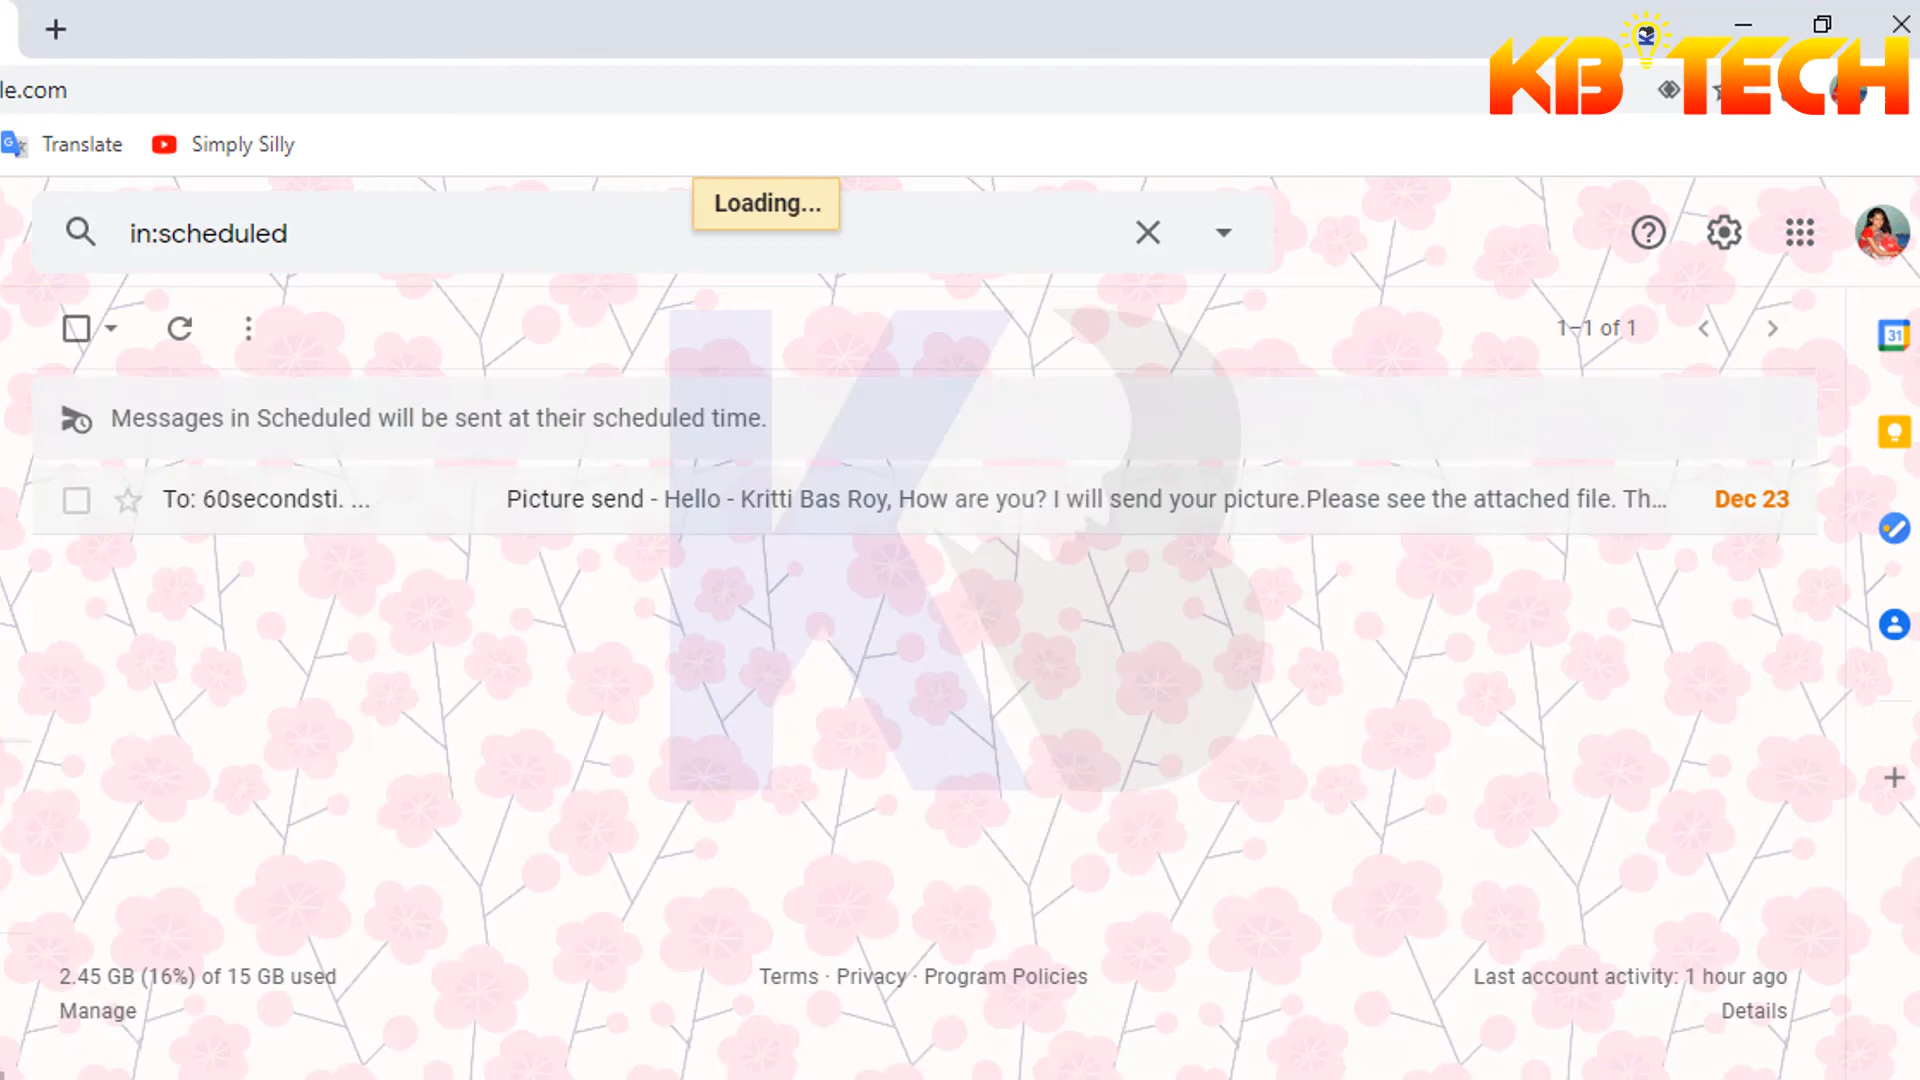 KB TECH
le.com
Translate
Simply Silly
Loading...
in:scheduled
1–1 of 1
31
Messages in Scheduled will be sent at their scheduled time.
To: 60secondsti. ... Picture send - Hello - Kritti Bas Roy, How are you? I will send your picture.Please see the attached file. Th... Dec 23
KB
2.45 GB (16%) of 15 GB used
Manage
Terms · Privacy · Program Policies
Last account activity: 1 hour ago
Details